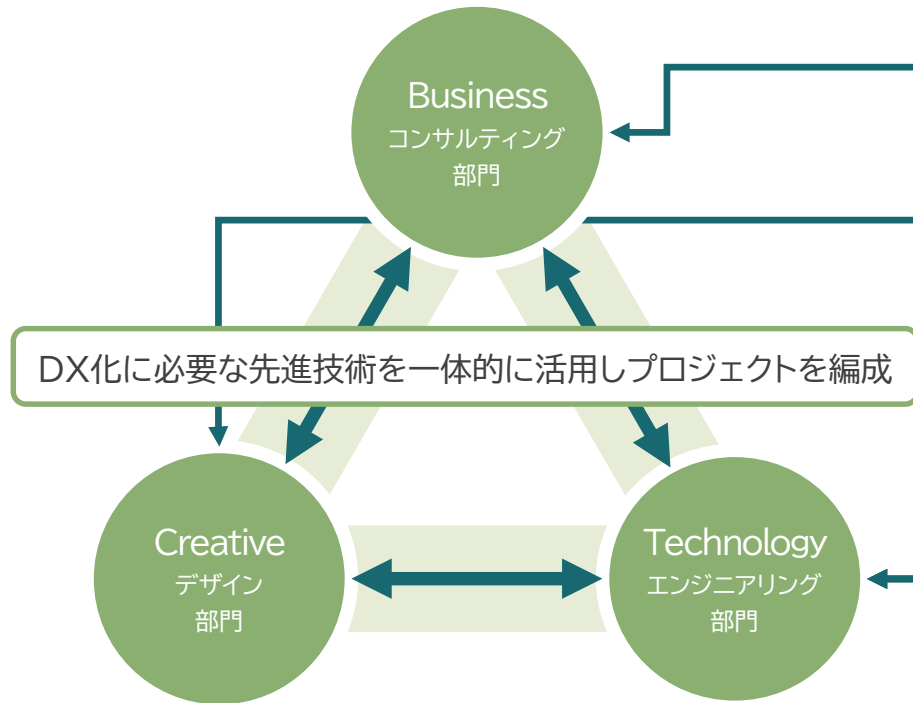 Business
コンサルティング
部門
DX化に必要な先進技術を一体的に活用しプロジェクトを編成
Creative
デザイン
部門
Technology
エンジニアリング
部門